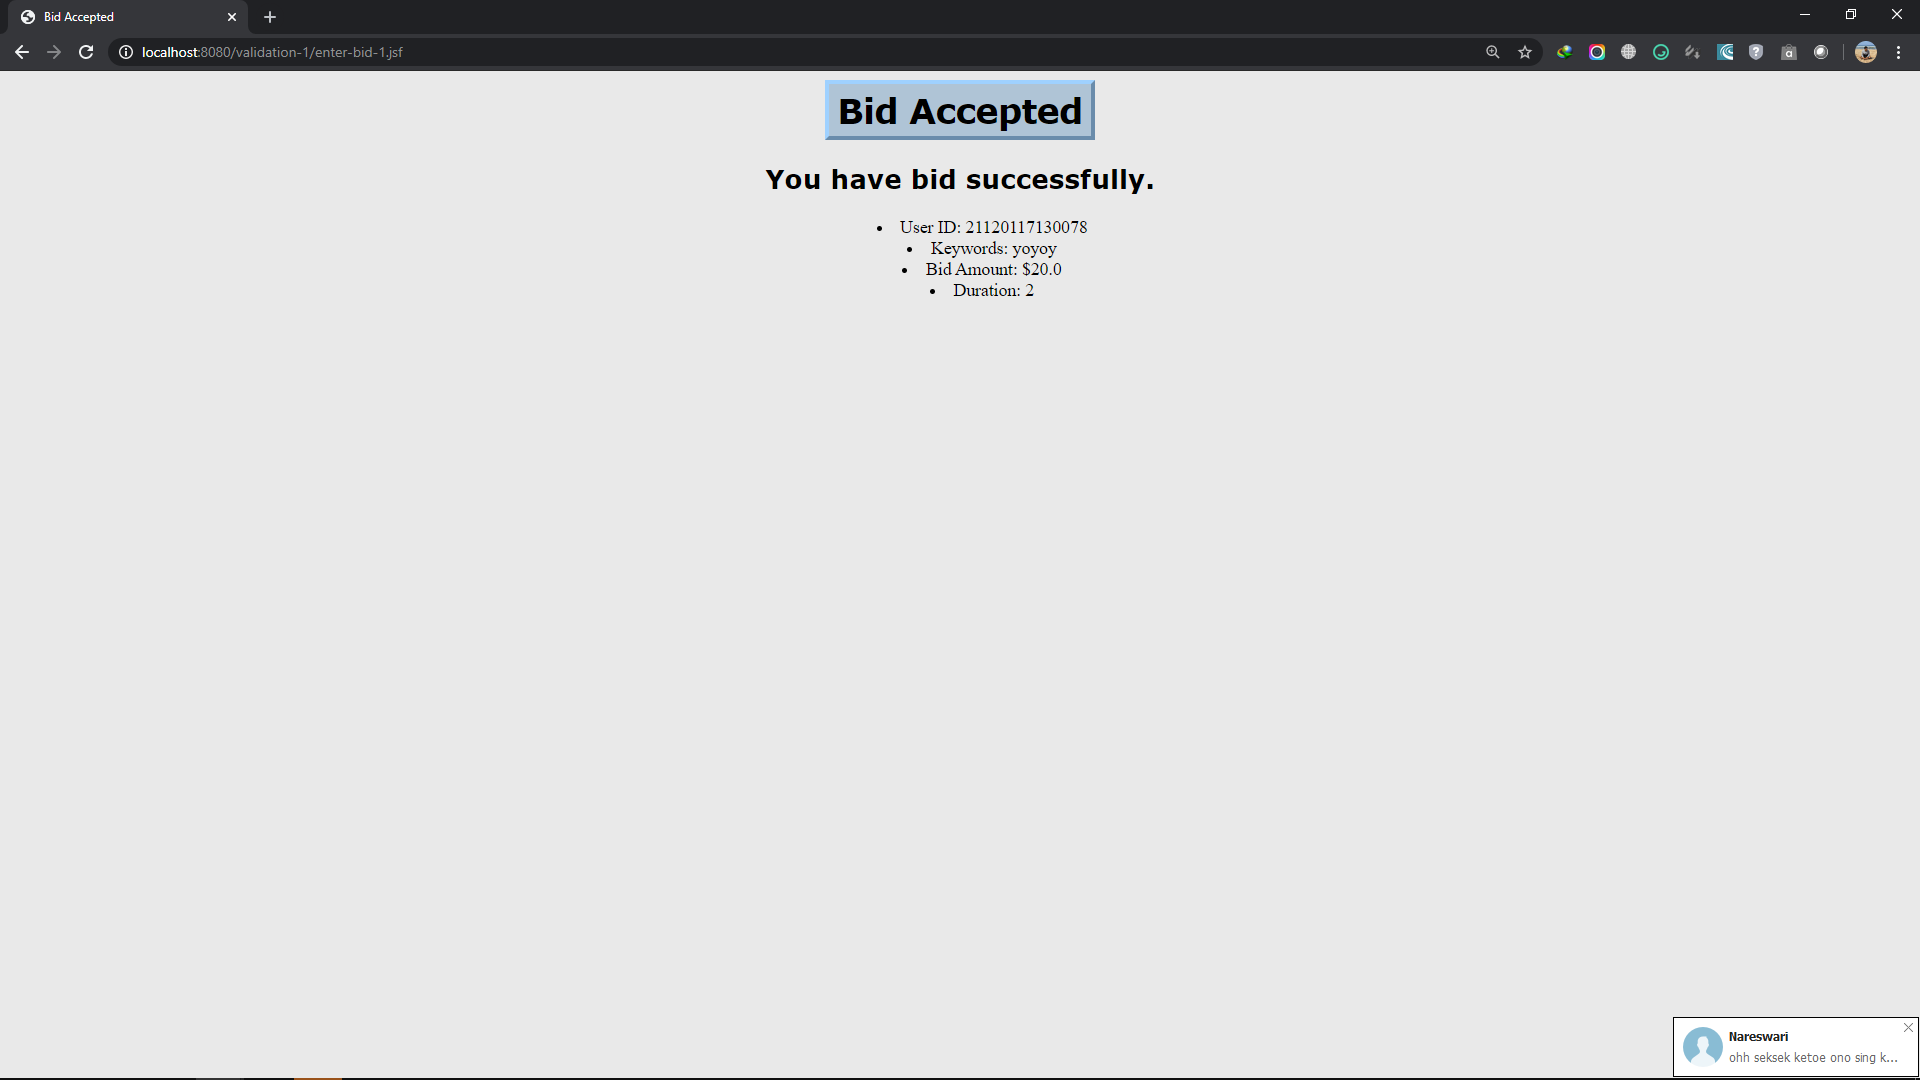 Bid Accepted
localhost:8080/validation-1/enter-bid-1.jsf
Bid Accepted
You have bid successfully.
• User ID: 21120117130078
• Keywords: yoyoy
• Bid Amount: $20.0
• Duration: 2
Nareswari
ohh seksek ketoe ono sing k...